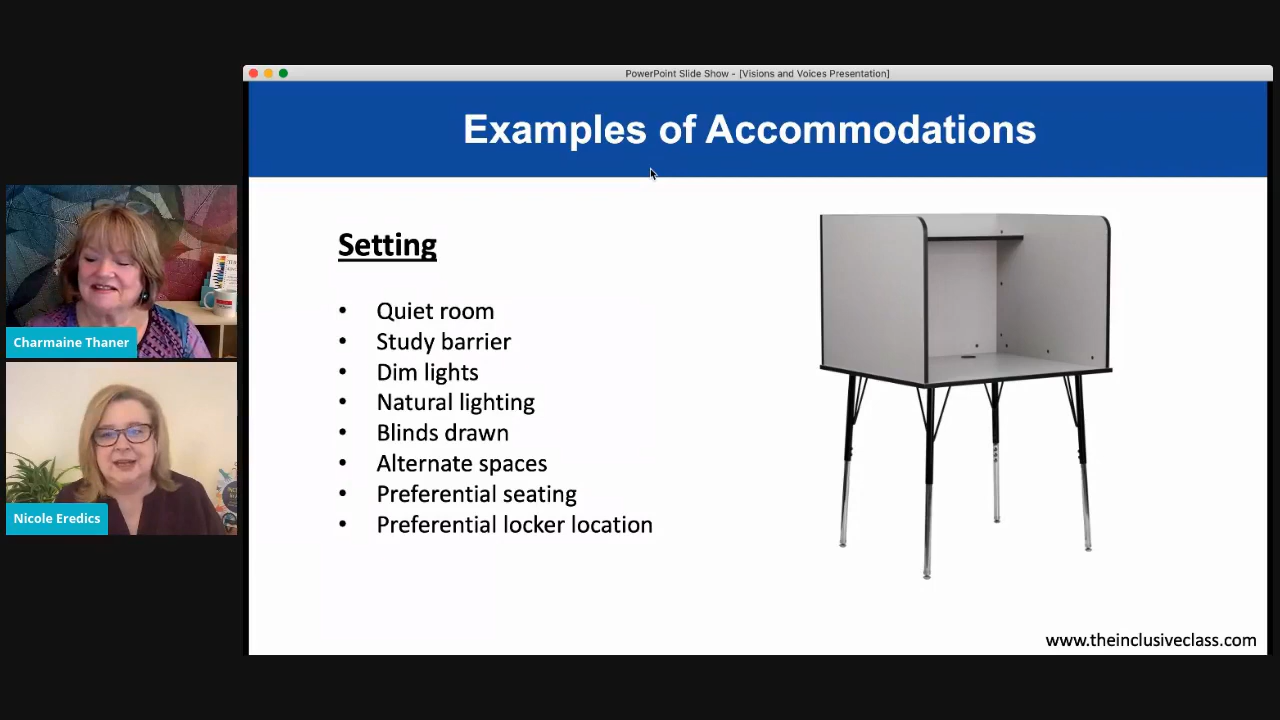 PowerPoint Slide Show - [Visions and Voices Presentation]
Examples of Accommodations
Setting
• Quiet room
• Study barrier
• Dim lights
• Natural lighting
• Blinds drawn
• Alternate spaces
• Preferential seating
• Preferential locker location
www.theinclusiveclass.com
Charmaine Thaner
Nicole Eredics